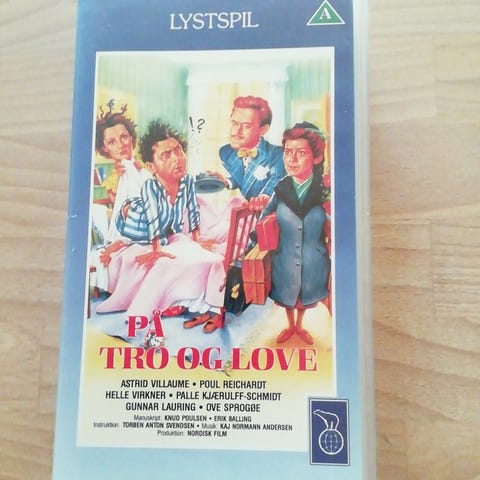 LYSTSPIL
A
!?
PÅ
TRO OG LOVE
ASTRID VILLAUME • POUL REICHARDT
HELLE VIRKNER • PALLE KJÆRULFF-SCHMIDT
GUNNAR LAURING • OVE SPROGØE
Manuskript: KNUD POULSEN • ERIK BALLING
Instruktion: TORBEN ANTON SVENDSEN • Musik: KAJ NORMANN ANDERSEN
Produktion: NORDISK FILM